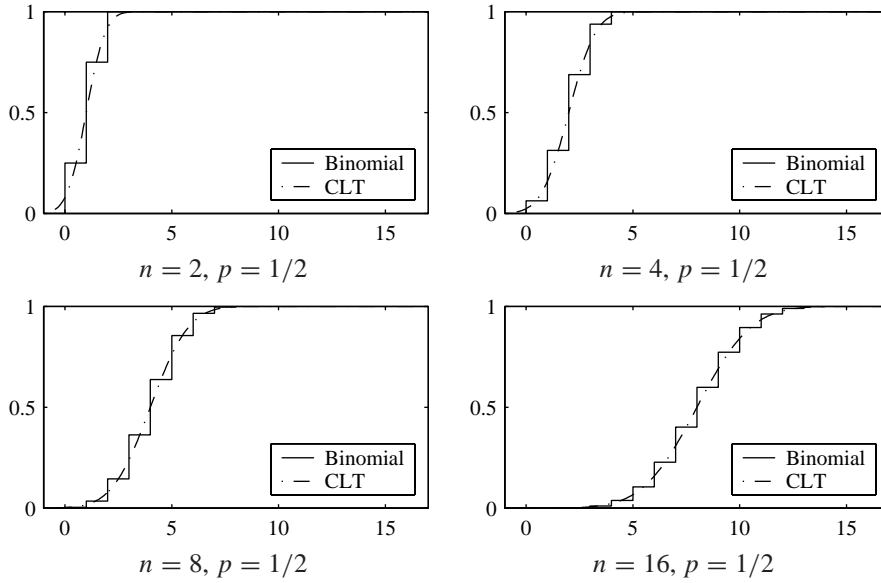 1
0.5
0
Binomial
CLT
0 5 10 15
n = 2, p = 1/2
1
0.5
0
Binomial
CLT
0 5 10 15
n = 4, p = 1/2
1
0.5
0
Binomial
CLT
0 5 10 15
n = 8, p = 1/2
1
0.5
0
Binomial
CLT
0 5 10 15
n = 16, p = 1/2